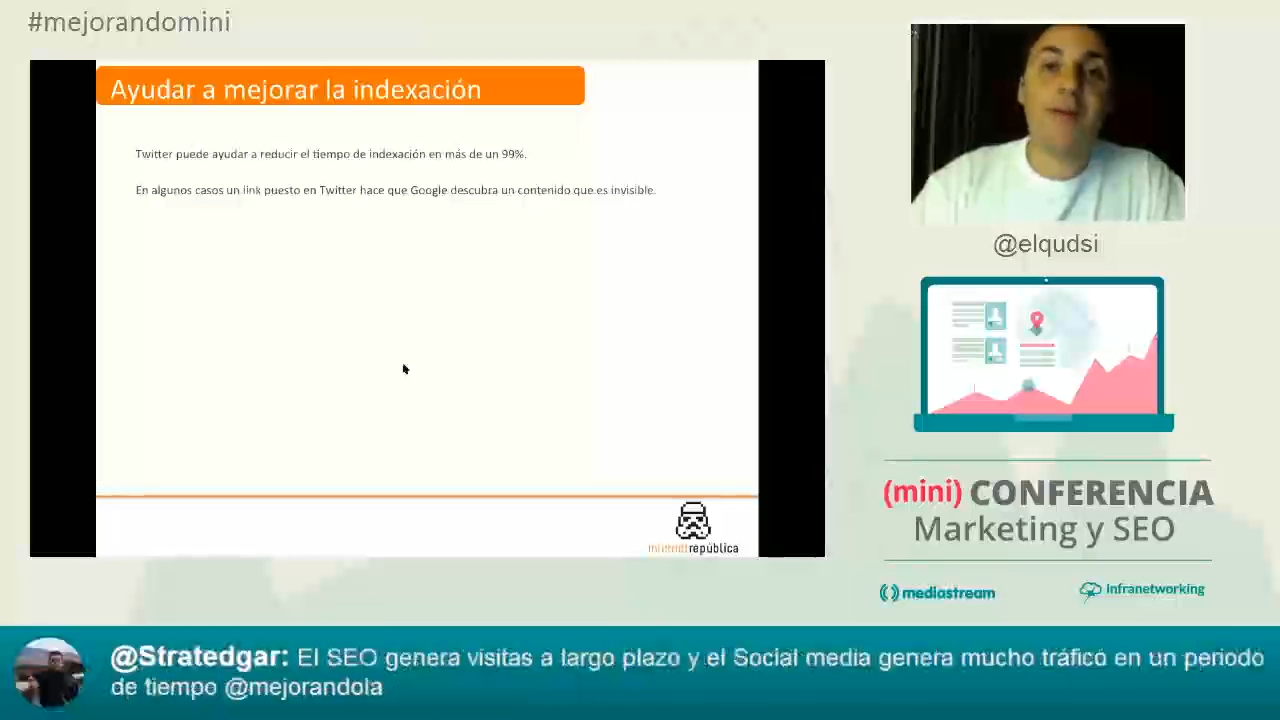 #mejorandomini
Ayudar a mejorar la indexación
Twitter puede ayudar a reducir el tiempo de indexación en más de un 99%.
En algunos casos un link puesto en Twitter hace que Google descubra un contenido que es invisible.
república
@elqudsi
(mini) CONFERENCIA
Marketing y SEO
mediastream
infranetworking
@Stratedgar: El SEO genera visitas a largo plazo y el Social media genera mucho tráfico en un periodo
de tiempo @mejorandola